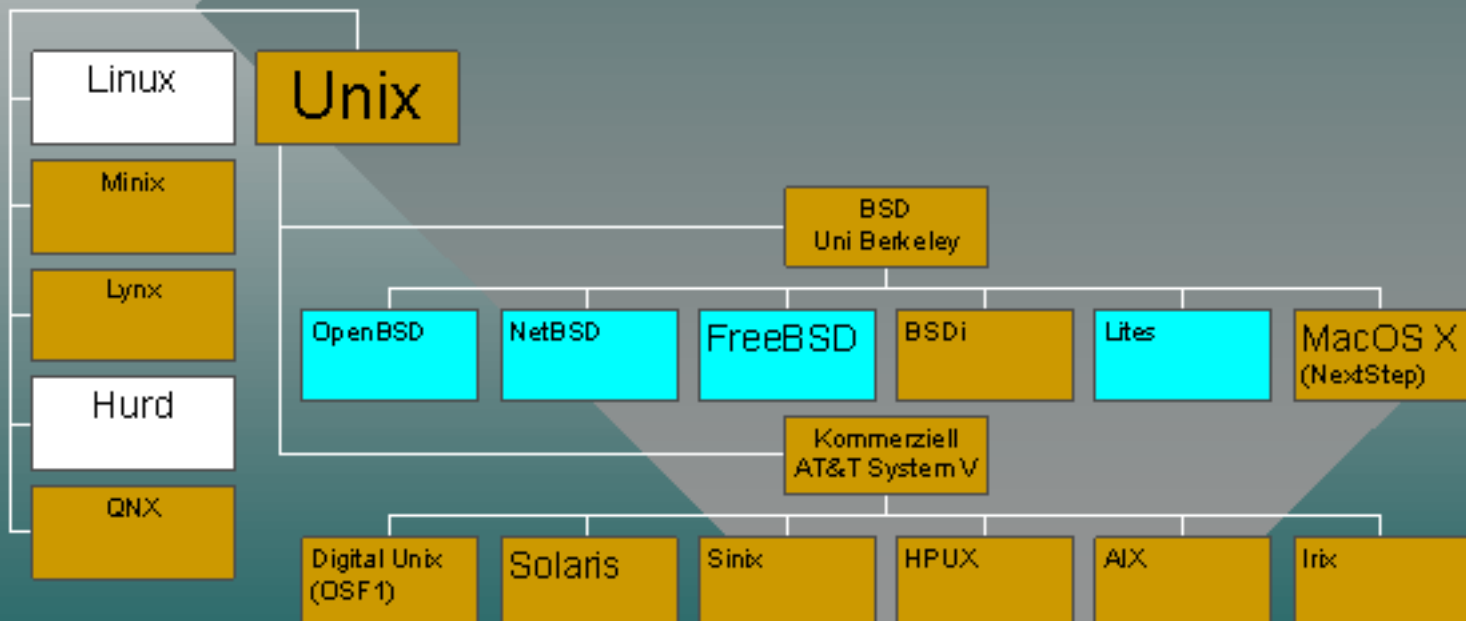 Linux
Unix
Minix
BSD
Uni Berkeley
Lynx
OpenBSD
NetBSD
FreeBSD
BSDi
Lites
MacOS X
(NextStep)
Hurd
Kommerziell
AT&T System V
QNX
Digital Unix
(OSF1)
Solaris
Sinix
HPUX
AIX
Irix